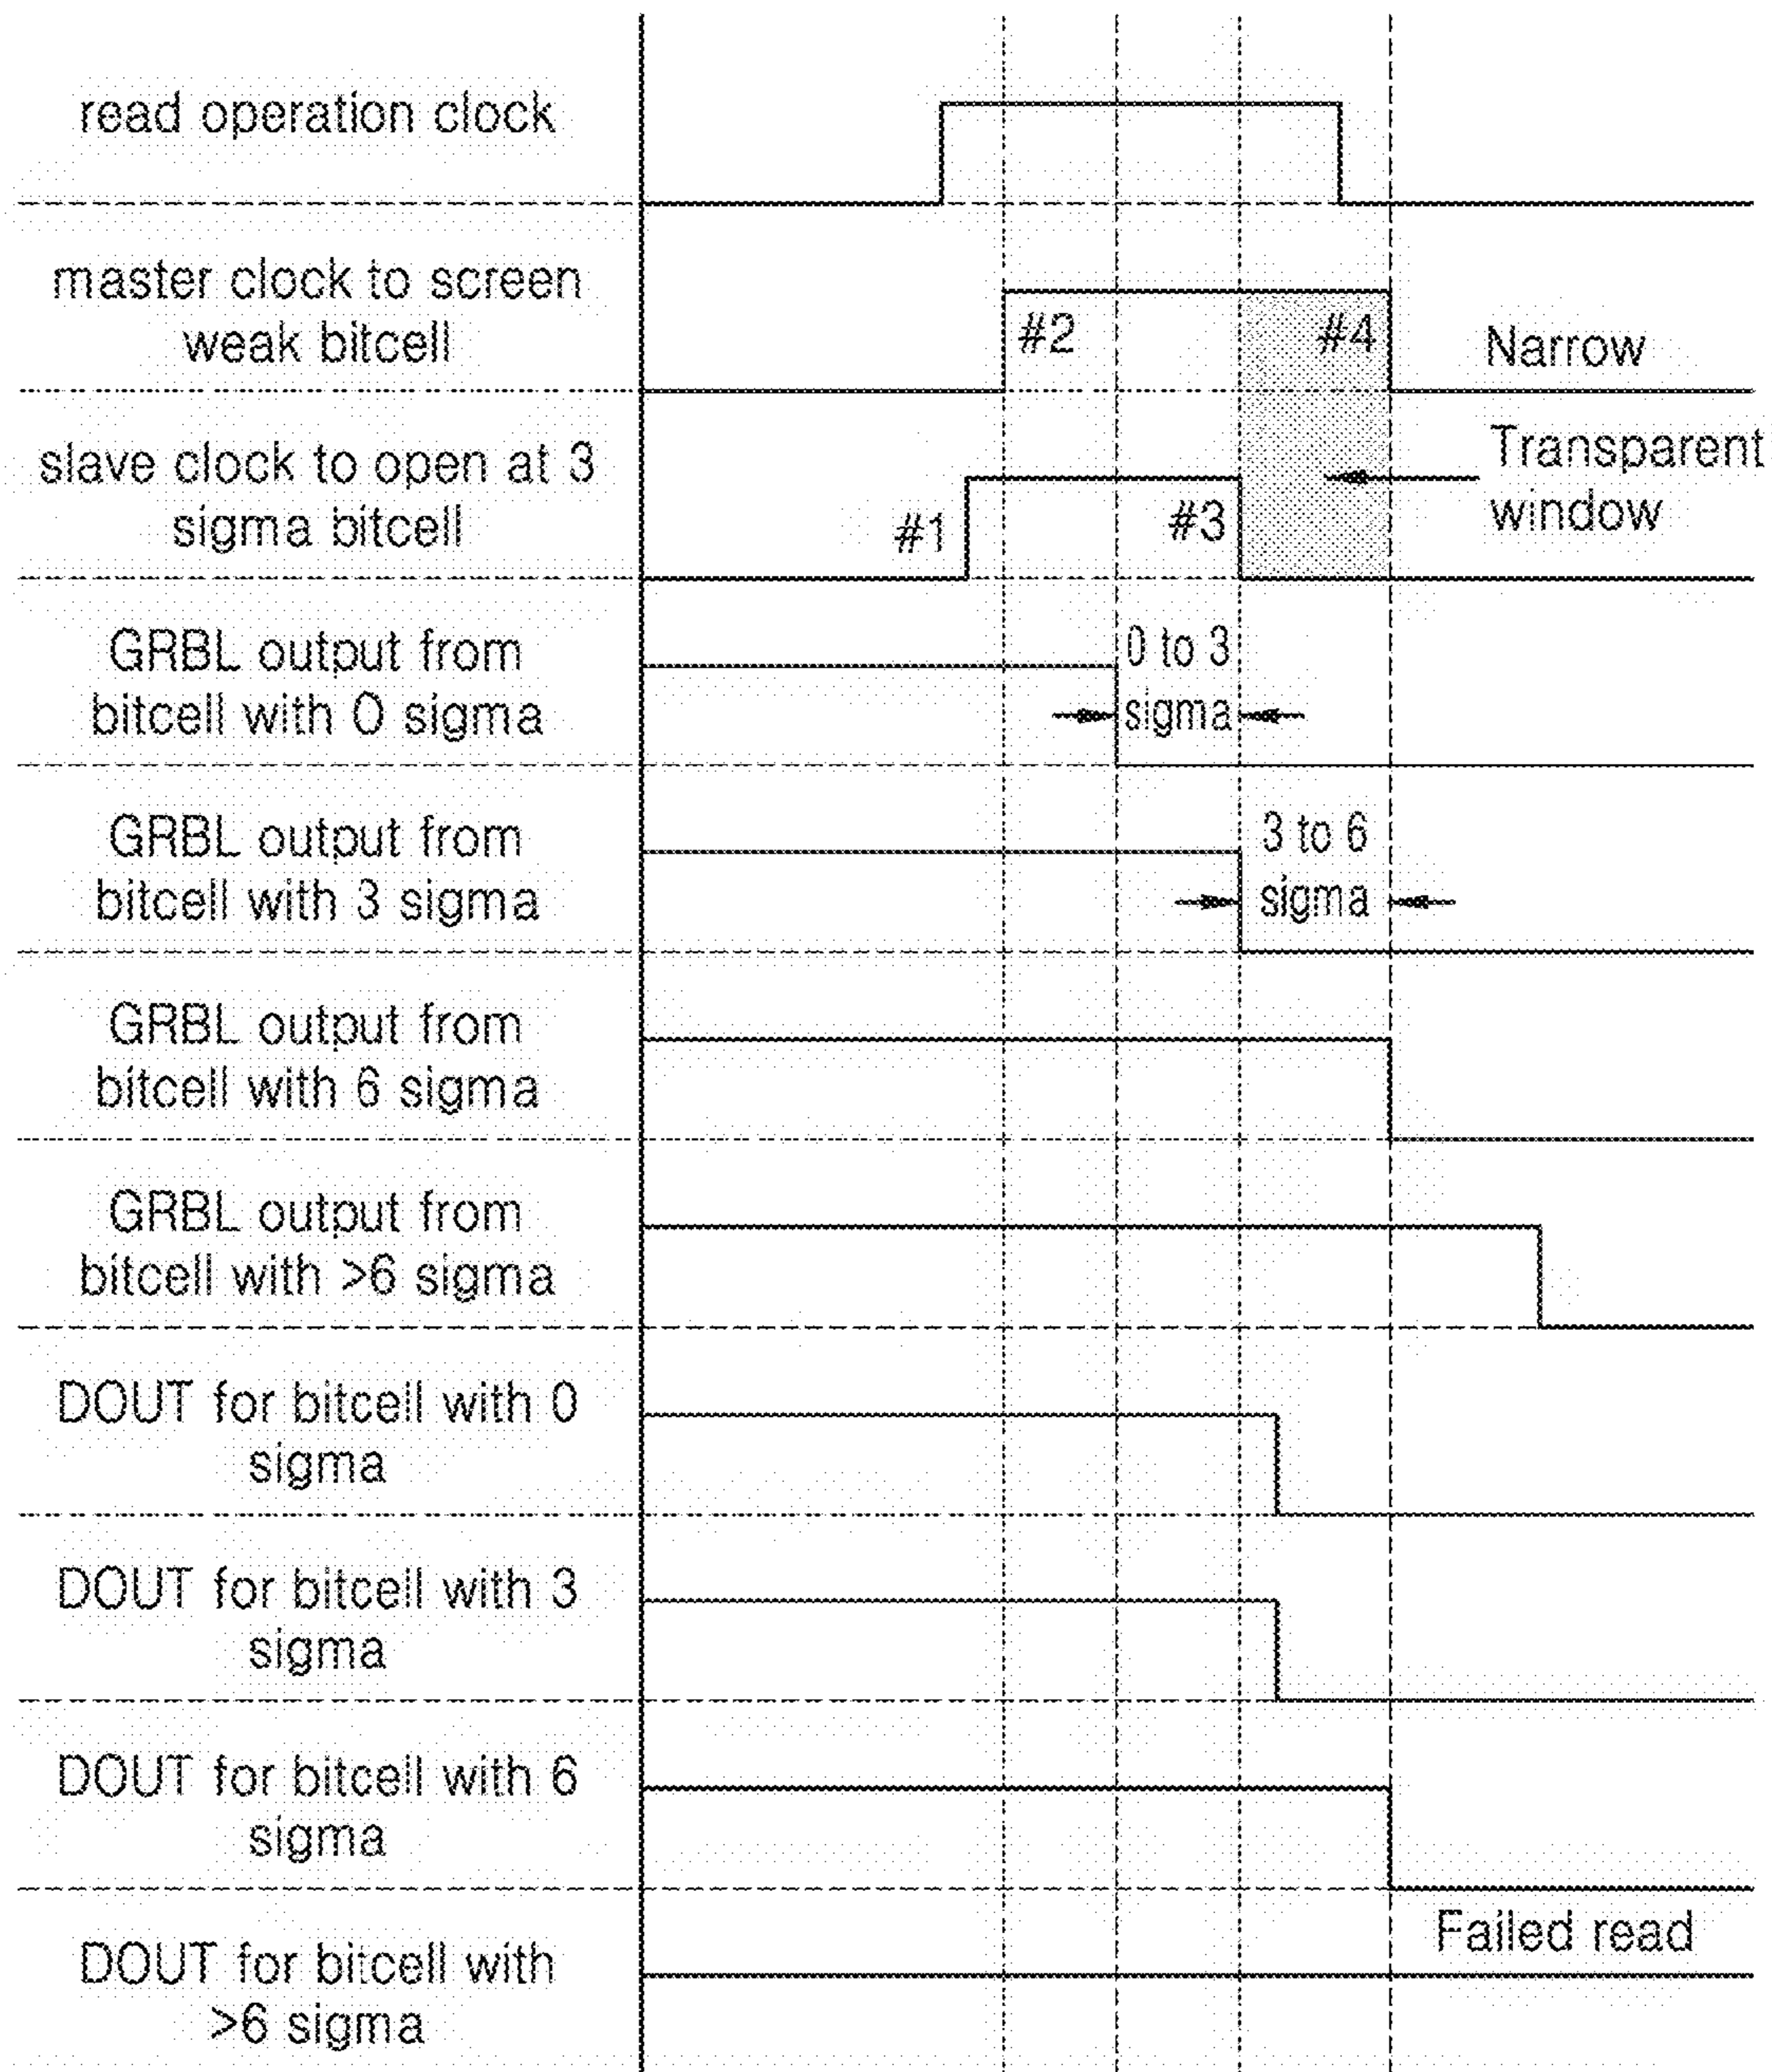 read operation clock
master clock to screen
weak bitcell
#2
#4
Narrow
slave clock to open at 3
sigma bitcell
#1
#3
Transparent
window
GRBL output from
bitcell with 0 sigma
0 to 3
sigma
GRBL output from
bitcell with 3 sigma
3 to 6
sigma
GRBL output from
bitcell with 6 sigma
GRBL output from
bitcell with >6 sigma
DOUT for bitcell with 0
sigma
DOUT for bitcell with 3
sigma
DOUT for bitcell with 6
sigma
Failed read
DOUT for bitcell with
>6 sigma